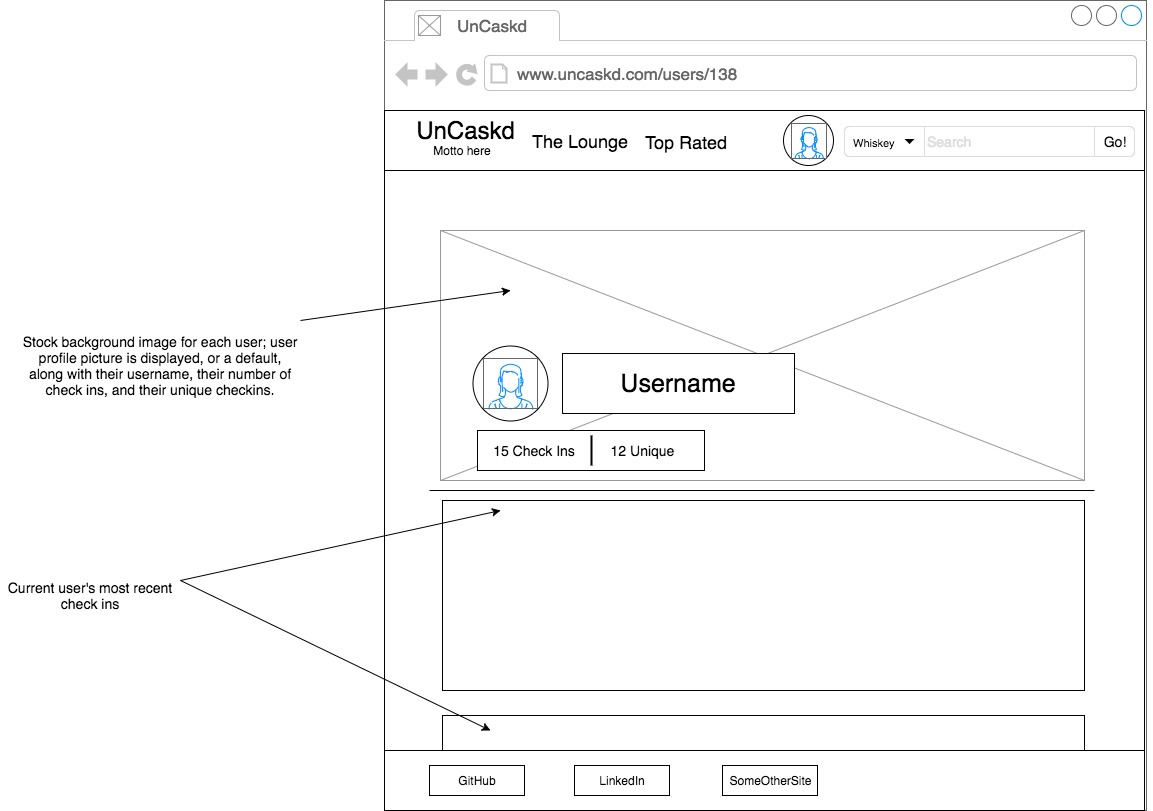 UnCaskd
www.uncaskd.com/users/138
UnCaskd
Motto here
The Lounge
Top Rated
Whiskey
Search
Go!
Stock background image for each user; user
profile picture is displayed, or a default,
along with their username, their number of
check ins, and their unique checkins.
Username
15 Check Ins
12 Unique
Current user's most recent
check ins
GitHub
LinkedIn
SomeOtherSite